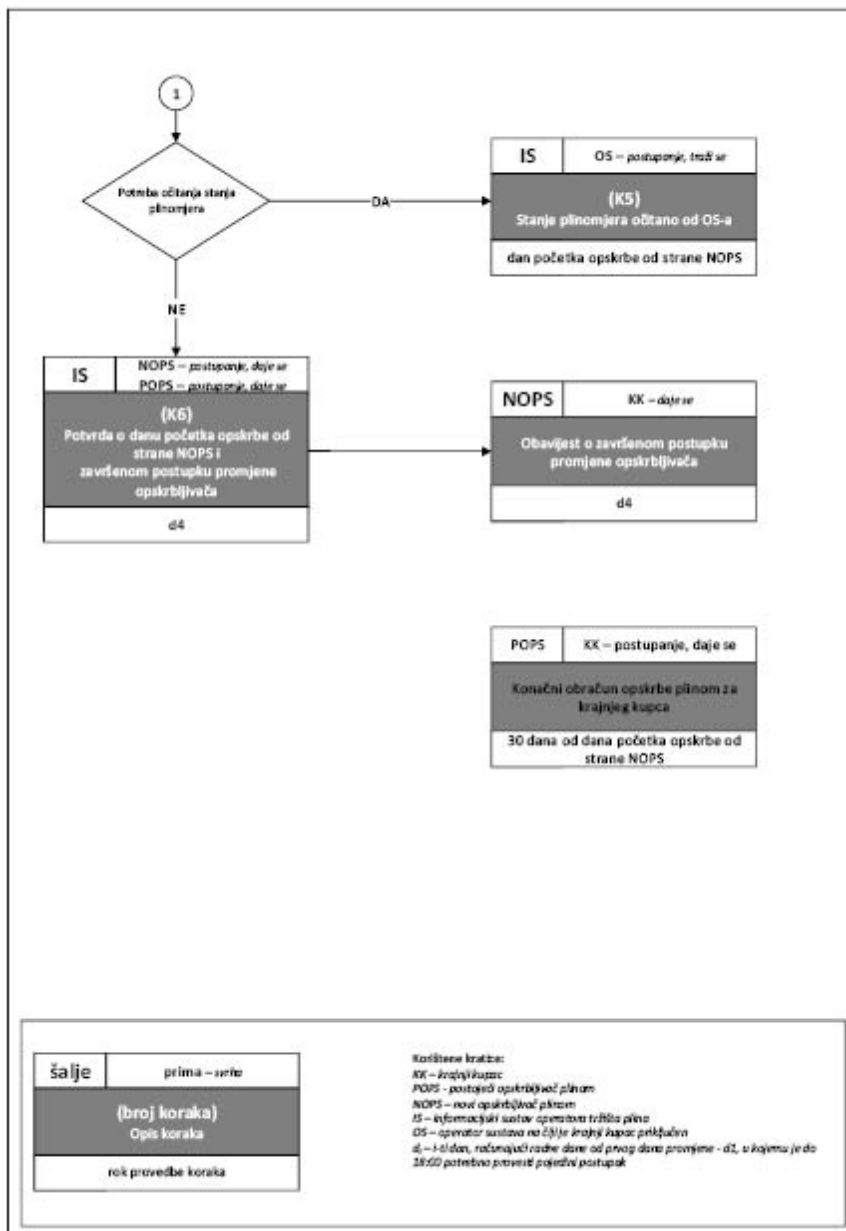 1
Potreba očitanja stanja
plinomjera
DA
IS
OS – postupanje, traži se
(K5)
Stanje plinomjera očitano od OS-a
dan početka opskrbe od strane NOPS
NE
IS
NOPS – postupanje, daje se
POPS – postupanje, daje se
(K6)
Potvrda o danu početka opskrbe od
strane NOPS i
završenom postupku promjene
opskrbljivača
d4
NOPS
KK – daje se
Obavijest o završenom postupku
promjene opskrbljivača
d4
POPS
KK – postupanje, daje se
Konačni obračun opskrbe plinom za
krajnjeg kupca
30 dana od dana početka opskrbe od
strane NOPS
šalje
prima – svrha
(broj koraka)
Opis koraka
rok provedbe koraka
Korištene kratice:
KK – krajnji kupac
POPS - postojeći opskrbljivač plinom
NOPS – novi opskrbljivač plinom
IS – informacijski sustav operatora tržišta plina
OS – operator sustava na čiji je krajnji kupac priključen
dᵢ – i-ti dan, računajući radne dane od prvog dana promjene - d1, u kojemu je do
18:00 potrebno provesti pojedini postupak